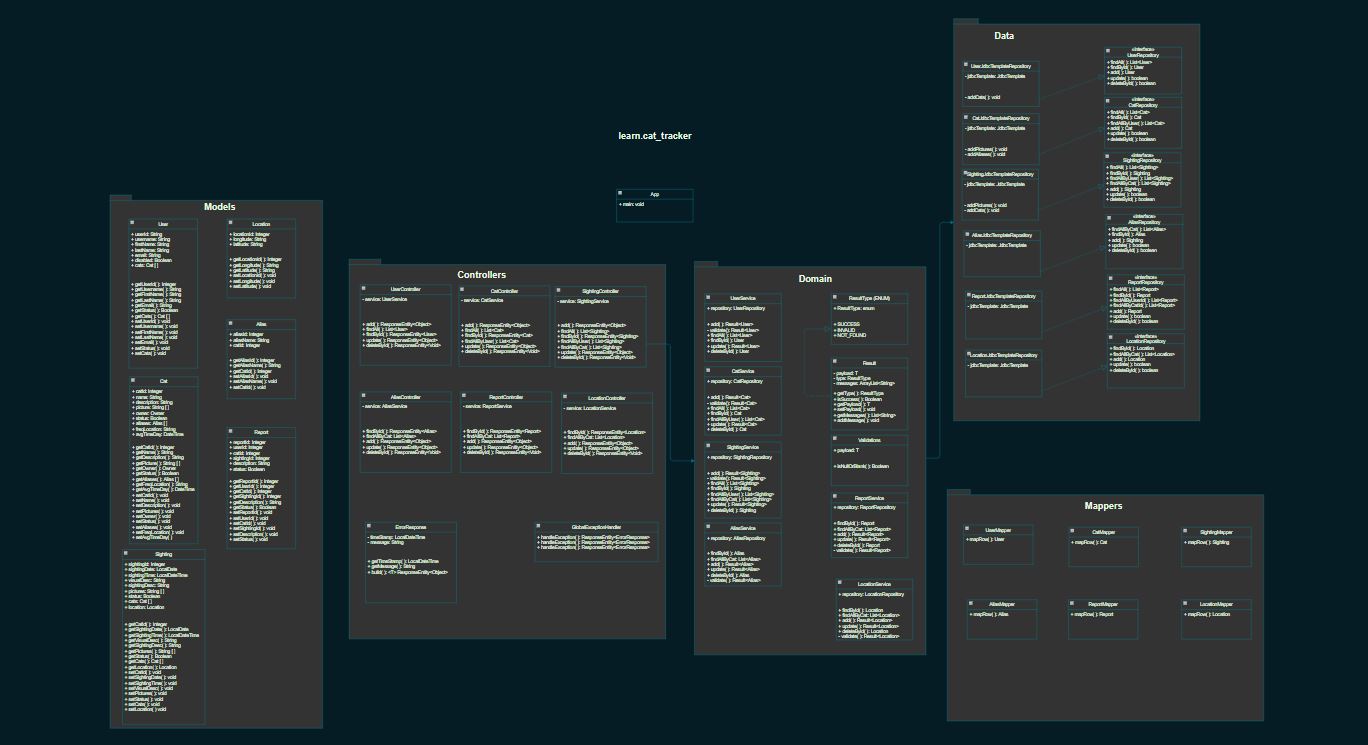 learn.cat_tracker
App
+ main: void
Models
User
+ userId: String
+ username: String
+ firstName: String
+ lastName: String
+ email: String
+ disabled: Boolean
+ cats: Cat [ ]
+ getUserId( ): Integer
+ getUsername( ): String
+ getFirstName( ): String
+ getLastName( ): String
+ getEmail( ): String
+ getStatus( ): Boolean
+ getCats( ): Cat [ ]
+ setUserId( ): void
+ setUsername( ): void
+ setLastName( ): void
+ setEmail( ): void
+ setStatus( ): void
+ setCats( ): void
Location
+ locationId: Integer
+ longitude: String
+ latitude: String
+ getLocationId( ): Integer
+ getLongitude( ): String
+ getLatitude( ): String
+ setLocationId( ): void
+ setLongitude( ): void
+ setLatitude( ): void
Alias
+ aliasId: Integer
+ aliasName: String
+ catId: Integer
+ getAliasId( ): Integer
+ getAliasName( ): String
+ getCatId( ): Integer
+ setAliasId( ): void
+ setAliasName( ): void
+ setCatId( ): void
Cat
+ catId: Integer
+ name: String
+ description: String
+ picture: String [ ]
+ owner: Owner
+ status: Boolean
+ aliases: Alias [ ]
+ freqLocation: String
+ avgTimeDay: DateTime
+ getCatId( ): Integer
+ getName( ): String
+ getDescription( ): String
+ getPicture( ): String [ ]
+ getOwner( ): Owner
+ getStatus( ): Boolean
+ getAliases( ): Alias [ ]
+ getFreqLocation( ): String
+ getAvgTimeDay( ): DateTime
+ setCatId( ): void
+ setName( ): void
+ setDescription( ): void
+ setPictures( ): void
+ setOwner( ): void
+ setStatus( ): void
+ setAliases( ): void
+ setFreqLocation( ): void
+ setAvgTimeDay( )
Report
+ reportId: Integer
+ userId: Integer
+ catId: Integer
+ sightingId: Integer
+ description: String
+ status: Boolean
+ getReportId( ): Integer
+ getUserId( ): Integer
+ getCatId( ): Integer
+ getSightingId( ): Integer
+ getDescription( ): String
+ getStatus( ): Boolean
+ setReportId( ): void
+ setUserId( ): void
+ setCatId( ): void
+ setSightingId( ): void
+ setDescription( ): void
+ setStatus( ): void
Sighting
+ sightingId: Integer
+ sightingDate: LocalDate
+ sightingTime: LocalDateTime
+ visualDesc: String
+ sightingDesc: String
+ pictures: String [ ]
+ status: Boolean
+ cats: Cat [ ]
+ location: Location
+ getCatId( ): Integer
+ getSightingDate( ): LocalDate
+ getSightingTime( ): LocalDateTime
+ getVisualDesc( ): String
+ getSightingDesc( ): String
+ getPictures( ): String [ ]
+ getStatus( ): Boolean
+ getCats( ): Cat [ ]
+ getLocation( ): Location
+ setCatId( ): void
+ setSightingDate( ): void
+ setSightingTime( ): void
+ setVisualDesc( ): void
+ setPictures( ): void
+ setStatus( ): void
+ setCats( ): void
+ setLocation( ):void
Controllers
UserController
- service: UserService
+ add( ): ResponseEntity<Object>
+ findAll( ): List<User>
+ findById( ): ResponseEntity<User>
+ update( ): ResponseEntity<Object>
+ deleteById( ): ResponseEntity<Void>
CatController
- service: CatService
+ add( ): ResponseEntity<Object>
+ findAll( ): List<Cat>
+ findById( ): ResponseEntity<Cat>
+ findAllByUser( ): List<Cat>
+ update( ): ResponseEntity<Object>
+ deleteById( ): ResponseEntity<Void>
SightingController
- service: SightingService
+ add( ): ResponseEntity<Object>
+ findAll( ): List<Sighting>
+ findById( ): ResponseEntity<Sighting>
+ findAllByUser( ): List<Sighting>
+ findAllByCat( ): List<Sighting>
+ update( ): ResponseEntity<Object>
+ deleteById( ): ResponseEntity<Void>
AliasController
- service: AliasService
+ findById( ): ResponseEntity<Alias>
+ findAllByCat: List<Alias>
+ add( ): ResponseEntity<Object>
+ update( ): ResponseEntity<Object>
+ deleteById( ): ResponseEntity<Void>
ReportController
- service: ReportService
+ findById( ): ResponseEntity<Report>
+ findAllByCat: List<Report>
+ add( ): ResponseEntity<Object>
+ update( ): ResponseEntity<Object>
+ deleteById( ): ResponseEntity<Void>
LocationController
- service: LocationService
+ findById( ): ResponseEntity<Location>
+ findAllByCat: List<Location>
+ add( ): ResponseEntity<Object>
+ update( ): ResponseEntity<Object>
+ deleteById( ): ResponseEntity<Void>
ErrorResponse
- timeStamp: LocalDateTime
- message: String
+ getTimeStamp( ): LocalDateTime
+ getMessage( ): String
+ build( ): <T> ResponseEntity<Object>
GlobalExceptionHandler
+ handleException( ): ResponseEntity<ErrorResponse>
+ handleException( ): ResponseEntity<ErrorResponse>
+ handleException( ): ResponseEntity<ErrorResponse>
Domain
UserService
- repository: UserRepository
+ add( ): Result<User>
- validate( ): Result<User>
+ findAll( ): List<User>
+ findById( ): User
+ update( ): Result<User>
+ deleteById( ): User
ResultType (ENUM)
+ ResultType: enum
+ SUCCESS
+ INVALID
+ NOT_FOUND
CatService
+ repository: CatRepository
+ add( ): Result<Cat>
- validate( ): Result<Cat>
+ findAll( ): List<Cat>
+ findById( ): Cat
+ findAllByUser( ): List<Cat>
+ update( ): Result<Cat>
+ deleteById( ): Cat
Result
- payload: T
- type: ResultType
- messages: ArrayList<String>
+ getType( ): ResultType
+ isSuccess( ): Boolean
+ getPayload( ): T
+ setPayload( ): void
+ getMessages( ): List<String>
+ addMessage( ): void
SightingService
+ repository: SightingRepository
+ add( ): Result<Sighting>
- validate( ): Result<Sighting>
+ findAll( ): List<Sighting>
+ findById( ): Sighting
+ findAllByUser( ): List<Sighting>
+ findAllByCat( ): List<Sighting>
+ update( ): Result<Sighting>
+ deleteById( ): Sighting
Validations
+ payload: T
+ isNullOrBlank( ): Boolean
AliasService
+ repository: AliasRepository
+ findById( ): Alias
+ findAllByCat: List<Alias>
+ add( ): Result<Alias>
+ update( ): Result<Alias>
+ deleteById( ): Alias
- validate( ): Result<Alias>
ReportService
+ repository: ReportRepository
+ findById( ): Report
+ findAllByCat: List<Report>
+ add( ): Result<Report>
+ update( ): Result<Report>
+ deleteById( ): Report
- validate( ): Result<Report>
LocationService
+ repository: LocationRepository
+ findById( ): Location
+ findAllByCat: List<Location>
+ add( ): Result<Location>
+ update( ): Result<Location>
+ deleteById( ): Location
- validate( ): Result<Location>
Data
UserJdbcTemplateRepository
- jdbcTemplate: JdbcTemplate
- addCats( ): void
CatJdbcTemplateRepository
- jdbcTemplate: JdbcTemplate
- addPictures( ): void
- addAliases( ): void
SightingJdbcTemplateRepository
- jdbcTemplate: JdbcTemplate
- addPictures( ): void
- addCats( ): void
AliasJdbcTemplateRepository
- jdbcTemplate: JdbcTemplate
ReportJdbcTemplateRepository
- jdbcTemplate: JdbcTemplate
LocationJdbcTemplateRepository
- jdbcTemplate: JdbcTemplate
«interface»
UserRepository
+ findAll( ): List<User>
+ findById( ): User
+ add( ): User
+ update( ): boolean
+ deleteById( ): boolean
«interface»
CatRepository
+ findAll( ): List<Cat>
+ findById( ): Cat
+ findAllByUser( ): List<Cat>
+ add( ): Cat
+ update( ): boolean
+ deleteById( ): boolean
«interface»
SightingRepository
+ findAll( ): List<Sighting>
+ findById( ): Sighting
+ findAllByUser( ): List<Sighting>
+ findAllByCat( ): List<Sighting>
+ add( ): Sighting
+ update( ): boolean
+ deleteById( ): boolean
«interface»
AliasRepository
+ findAllByCat( ): List<Alias>
+ findById( ): Alias
+ add( ): Sighting
+ update( ): boolean
+ deleteById( ): boolean
«interface»
ReportRepository
+ findAll( ): List<Report>
+ findById( ): Report
+ findAllByUserId( ): List<Report>
+ findAllByCatId( ): List<Report>
+ add( ): Report
+ update( ): boolean
+ deleteById( ): boolean
«interface»
LocationRepository
+ findById( ): Location
+ findAllByCat( ): List<Location>
+ add( ): Location
+ update( ): boolean
+ deleteById( ): boolean
Mappers
UserMapper
+ mapRow( ): User
CatMapper
+ mapRow( ): Cat
SightingMapper
+ mapRow( ): Sighting
AliasMapper
+ mapRow( ): Alias
ReportMapper
+ mapRow( ): Report
LocationMapper
+ mapRow( ): Location